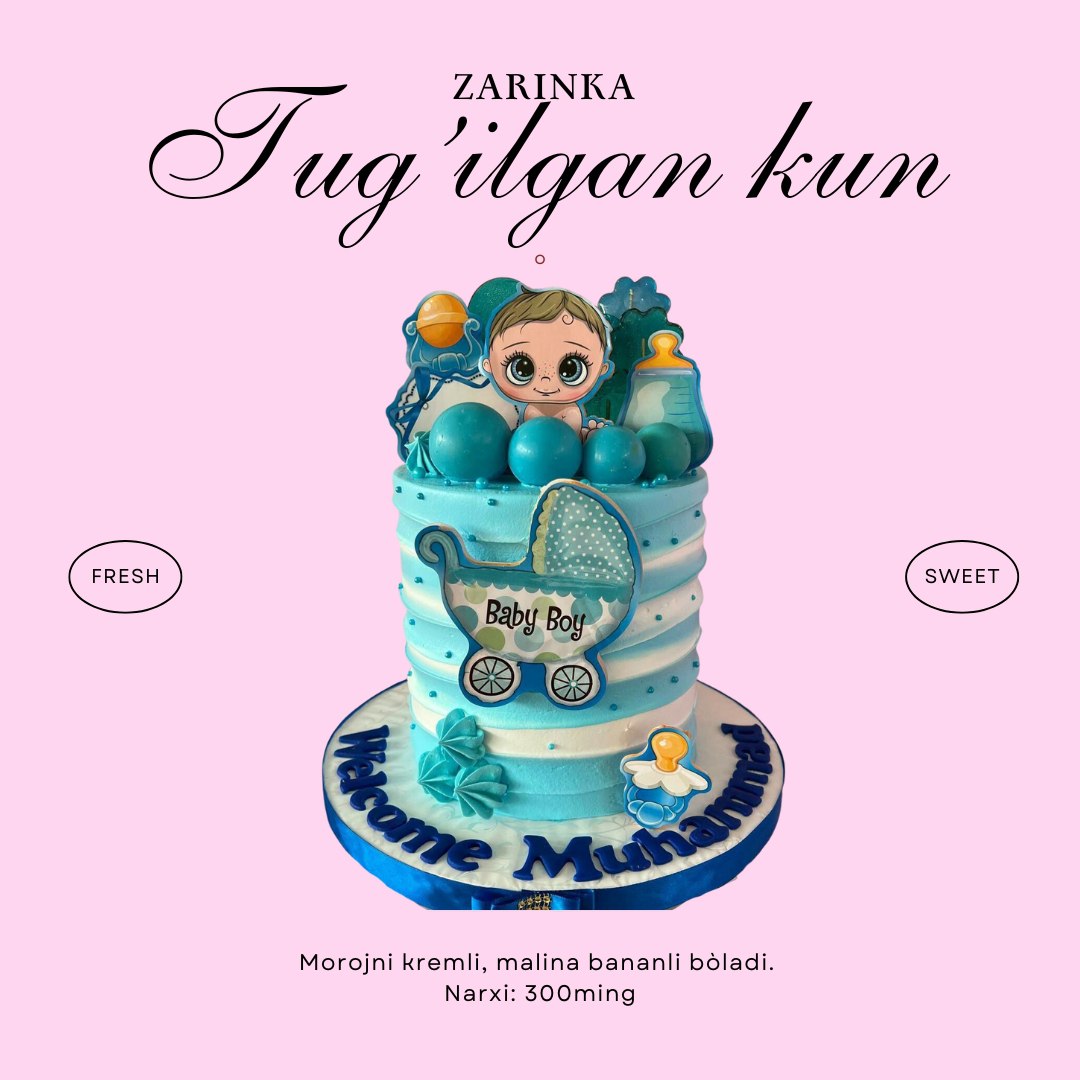 ZARINKA
Tug'ilgan kun
FRESH
SWEET
Baby Boy
Welcome Muhammad
Morojni kremli, malina bananli bòladi.
Narxi: 300ming